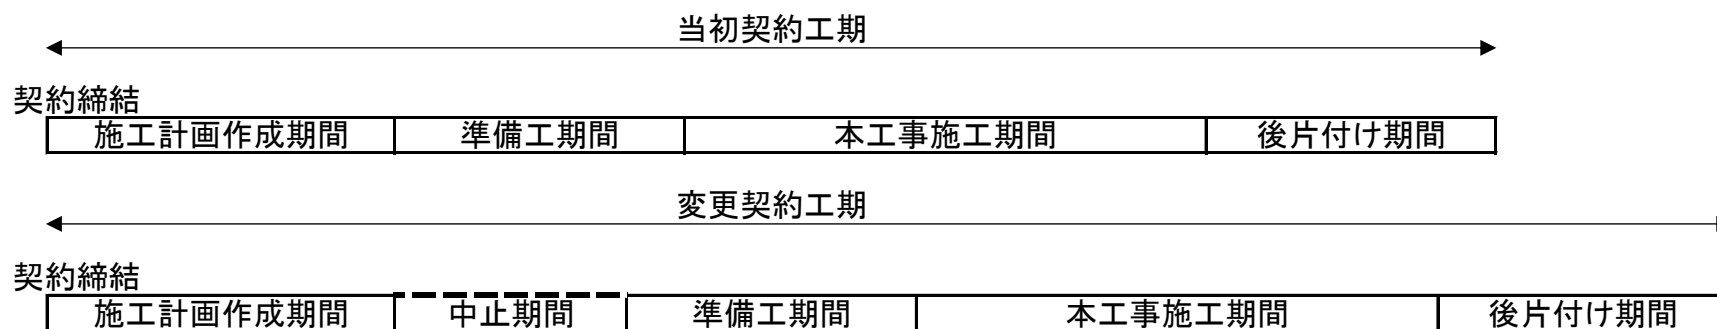 当初契約工期
契約締結
施工計画作成期間 準備工期間 本工事施工期間 後片付け期間
変更契約工期
契約締結
施工計画作成期間 中止期間 準備工期間 本工事施工期間 後片付け期間